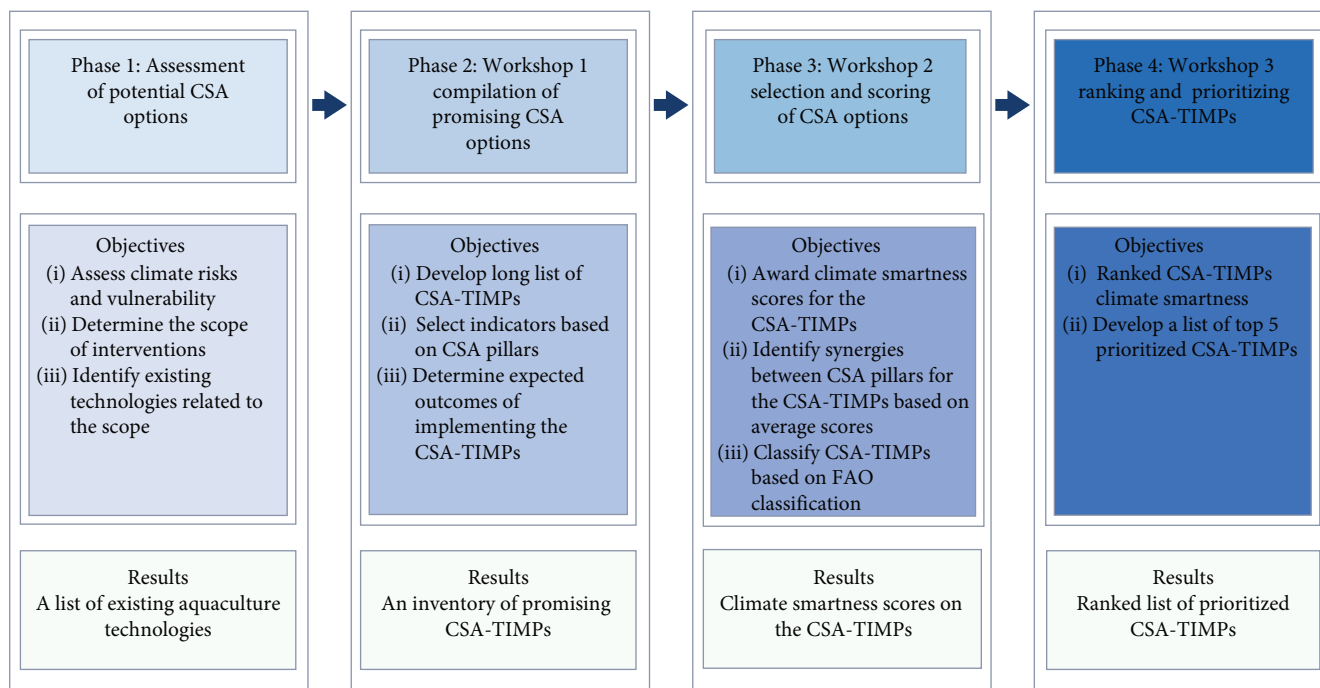 Phase 1: Assessment
of potential CSA
options
Objectives
(i) Assess climate risks
and vulnerability
(ii) Determine the scope
of interventions
(iii) Identify existing
technologies related to
the scope
Results
A list of existing aquaculture
technologies
Phase 2: Workshop 1
compilation of
promising CSA
options
Objectives
(i) Develop long list of
CSA-TIMPs
(ii) Select indicators based
on CSA pillars
(iii) Determine expected
outcomes of
implementing the
CSA-TIMPs
Results
An inventory of promising
CSA-TIMPs
Phase 3: Workshop 2
selection and scoring
of CSA options
Objectives
(i) Award climate smartness
scores for the
CSA-TIMPs
(ii) Identify synergies
between CSA pillars for
the CSA-TIMPs based on
average scores
(iii) Classify CSA-TIMPs
based on FAO
classification
Results
Climate smartness scores on
the CSA-TIMPs
Phase 4: Workshop 3
ranking and prioritizing
CSA-TIMPs
Objectives
(i) Ranked CSA-TIMPs
climate smartness
(ii) Develop a list of top 5
prioritized CSA-TIMPs
Results
Ranked list of prioritized
CSA-TIMPs